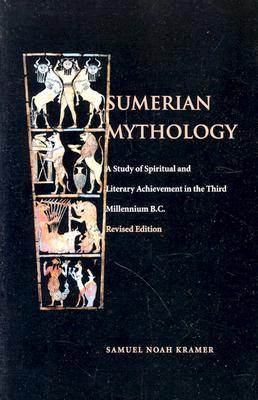 SUMERIAN
MYTHOLOGY
A Study of Spiritual and
Literary Achievement in the Third
Millennium B.C.
Revised Edition
SAMUEL NOAH KRAMER